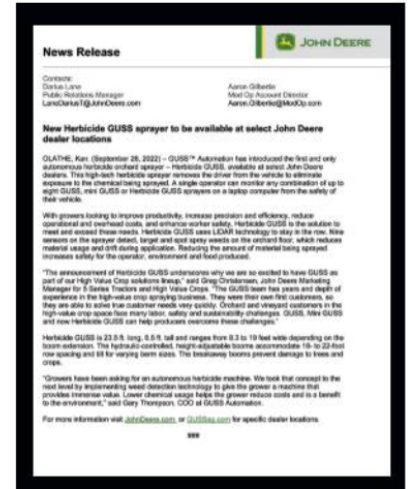 JOHN DEERE
News Release
Contacts:
Darius Lane
Public Relations Manager
LaneDariusT@JohnDeere.com
Aaron Gilbertie
Mod Op Account Director
Aaron.Gilbertie@ModOp.com
New Herbicide GUSS sprayer to be available at select John Deere
dealer locations
OLATHE, Kan. (September 28, 2022) – GUSS™ Automation has introduced the first and only
autonomous herbicide orchard sprayer – Herbicide GUSS, available at select John Deere
dealers. This high-tech herbicide sprayer removes the driver from the vehicle to eliminate
exposure to the chemical being sprayed. A single operator can monitor any combination of up to
eight GUSS, mini GUSS or Herbicide GUSS sprayers on a laptop computer from the safety of
their vehicle.
With growers looking to improve productivity, increase precision and efficiency, reduce
operational and overhead costs, and enhance worker safety, Herbicide GUSS is the solution to
meet and exceed these needs. Herbicide GUSS uses LiDAR technology to stay in the row. Nine
sensors on the sprayer detect, target and spot spray weeds on the orchard floor, which reduces
material usage and drift during application. Reducing the amount of material being sprayed
increases safety for the operator, environment and food produced.
"The announcement of Herbicide GUSS underscores why we are so excited to have GUSS as
part of our High Value Crop solutions lineup," said Greg Christensen, John Deere Marketing
Manager for 5 Series Tractors and High Value Crops. "The GUSS team has years and depth of
experience in the high-value crop spraying business. They were their own first customers, so
they are able to solve true customer needs very quickly. Orchard and vineyard customers in the
high-value crop space face many labor, safety and sustainability challenges. GUSS, Mini GUSS
and now Herbicide GUSS can help producers overcome these challenges."
Herbicide GUSS is 23.5 ft. long, 6.5 ft. tall and ranges from 8.3 to 19 feet wide depending on the
boom extension. The hydraulic-controlled, height-adjustable booms accommodate 18- to 22-foot
row spacing and tilt for varying berm sizes. The breakaway booms prevent damage to trees and
crops.
"Growers have been asking for an autonomous herbicide machine. We took that concept to the
next level by implementing weed detection technology to give the grower a machine that
provides immense value. Lower chemical usage helps the grower reduce costs and is a benefit
to the environment," said Gary Thompson, COO at GUSS Automation.
For more information visit JohnDeere.com or GUSSag.com for specific dealer locations.
###